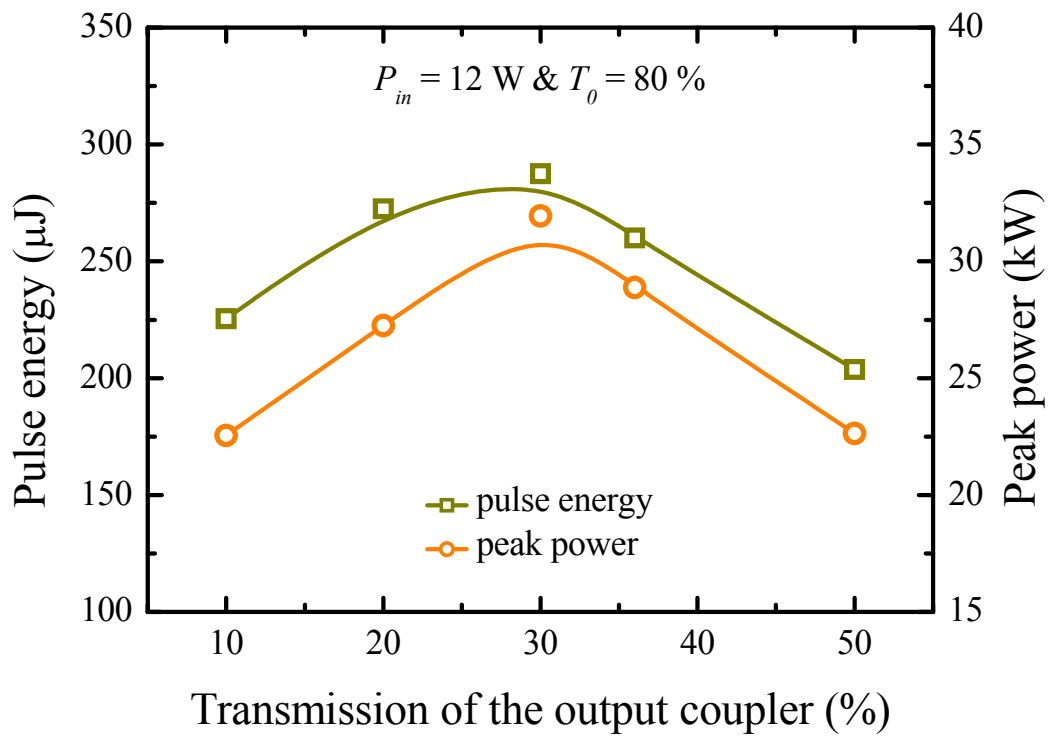 350
300
250
200
150
100
Pulse energy (μJ)
P_in = 12 W & T_0 = 80 %
pulse energy
peak power
40
35
30
25
20
15
Peak power (kW)
10 20 30 40 50
Transmission of the output coupler (%)